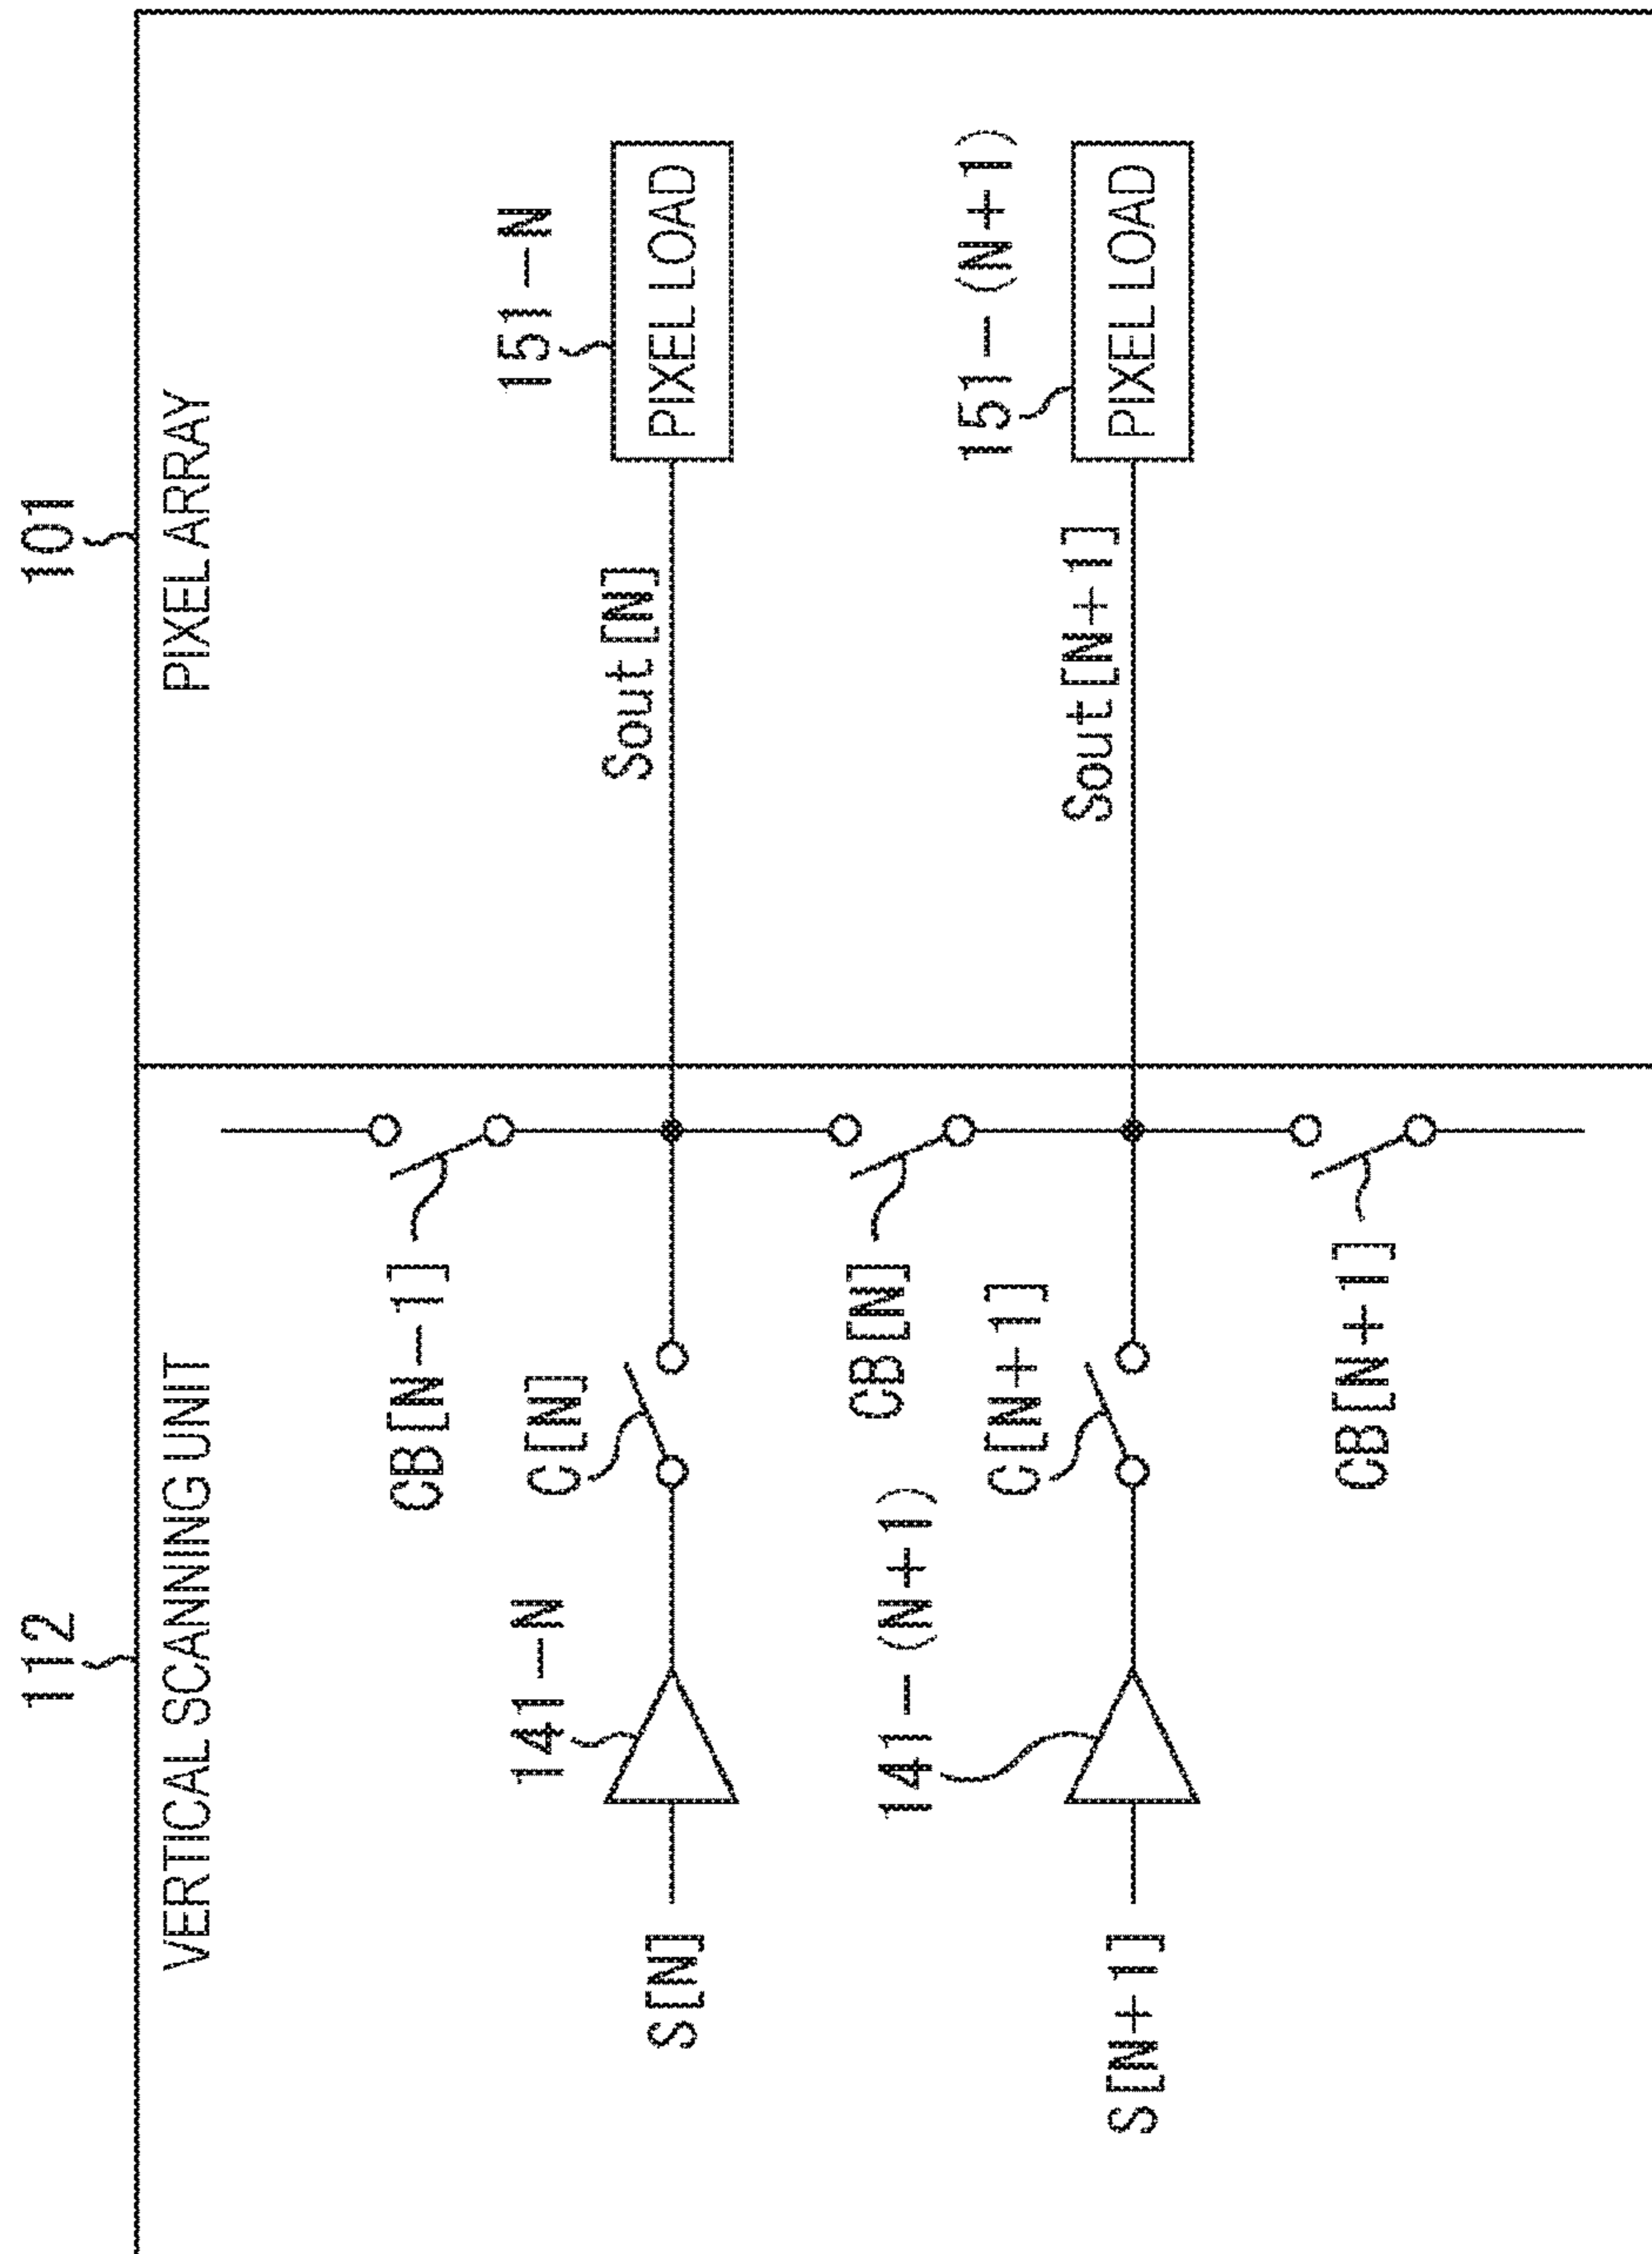 112
101
VERTICAL SCANNING UNIT
PIXEL ARRAY
CB[N-1]
151-N
141-N
C[N]
S[N]
Sout[N]
PIXEL LOAD
CB[N]
151-(N+1)
141-(N+1)
C[N+1]
S[N+1]
Sout[N+1]
PIXEL LOAD
CB[N+1]